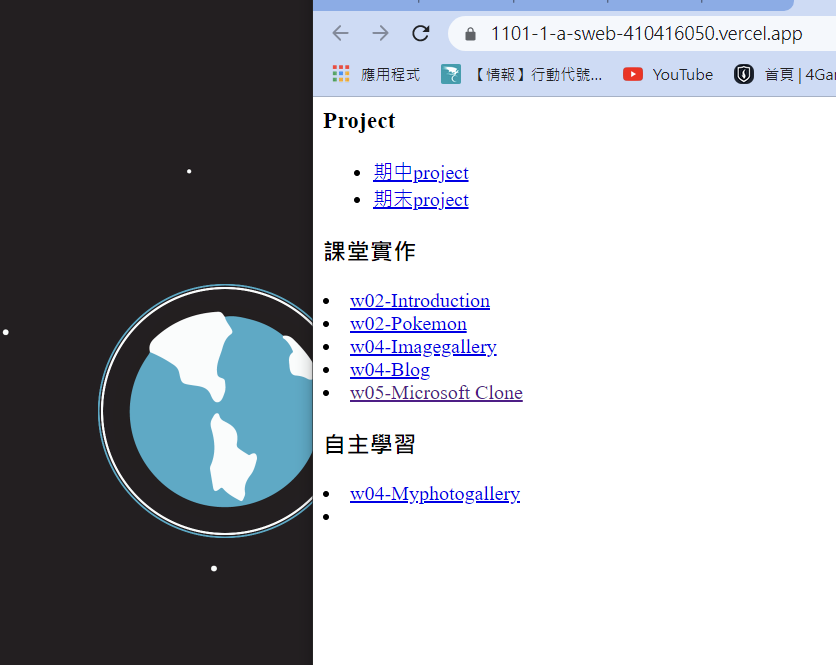 1101-1-a-sweb-410416050.vercel.app
應用程式 【情報】行動代號... YouTube 首頁 | 4Gar
Project
期中project
期末project
課堂實作
w02-Introduction
w02-Pokemon
w04-Imagegallery
w04-Blog
w05-Microsoft Clone
自主學習
w04-Myphotogallery